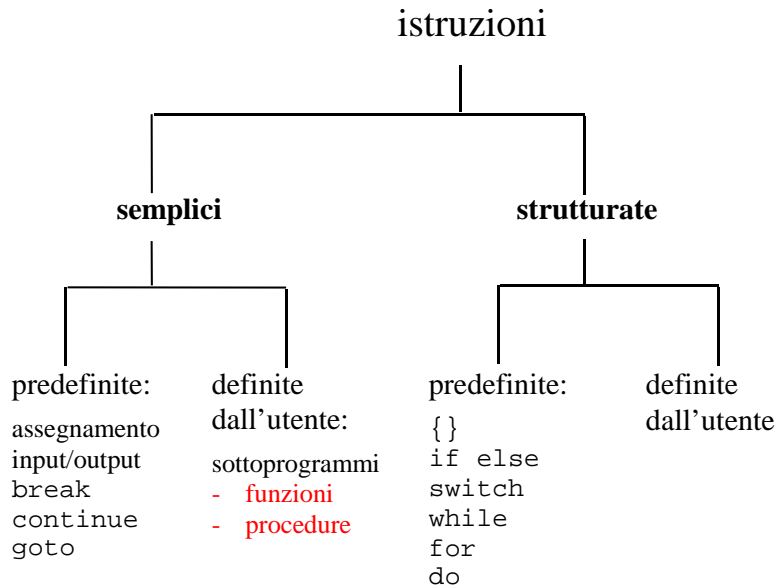 istruzioni
semplici
strutturate
predefinite:
assegnamento
input/output
break
continue
goto
definite
dall’utente:
sottoprogrammi
- funzioni
- procedure
predefinite:
{}
if else
switch
while
for
do
definite
dall’utente